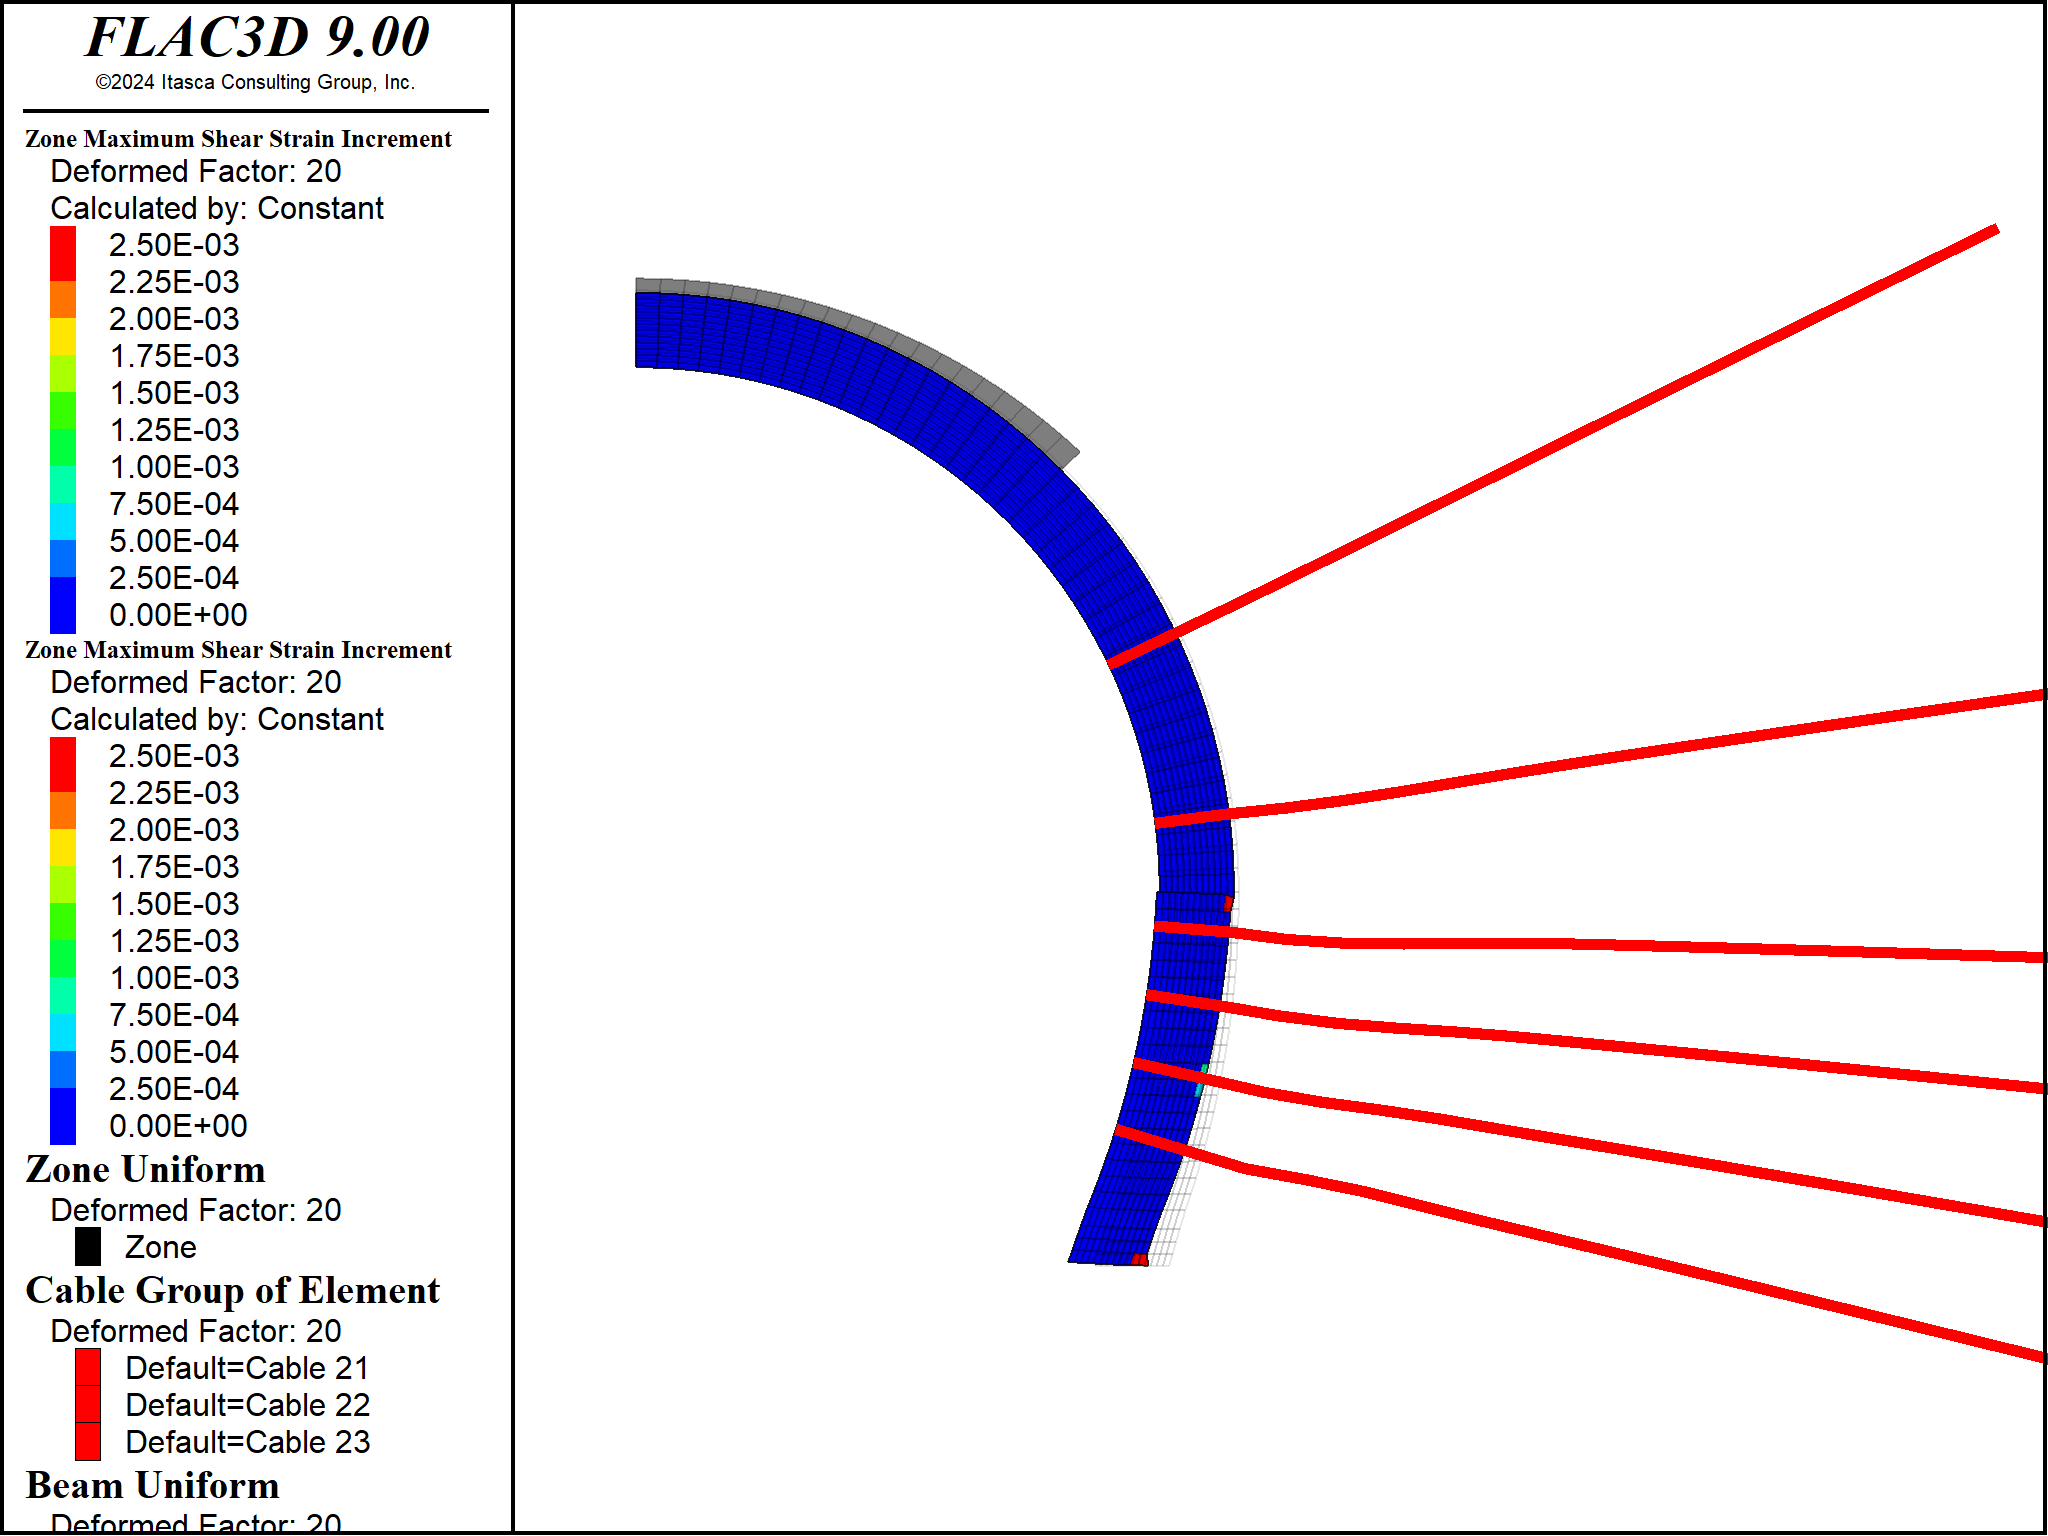 FLAC3D 9.00
©2024 Itasca Consulting Group, Inc.
Zone Maximum Shear Strain Increment
Deformed Factor: 20
Calculated by: Constant
2.50E-03
2.25E-03
2.00E-03
1.75E-03
1.50E-03
1.25E-03
1.00E-03
7.50E-04
5.00E-04
2.50E-04
0.00E+00
Zone Maximum Shear Strain Increment
Deformed Factor: 20
Calculated by: Constant
2.50E-03
2.25E-03
2.00E-03
1.75E-03
1.50E-03
1.25E-03
1.00E-03
7.50E-04
5.00E-04
2.50E-04
0.00E+00
Zone Uniform
Deformed Factor: 20
Zone
Cable Group of Element
Deformed Factor: 20
Default=Cable 21
Default=Cable 22
Default=Cable 23
Beam Uniform
Deformed Factor: 20